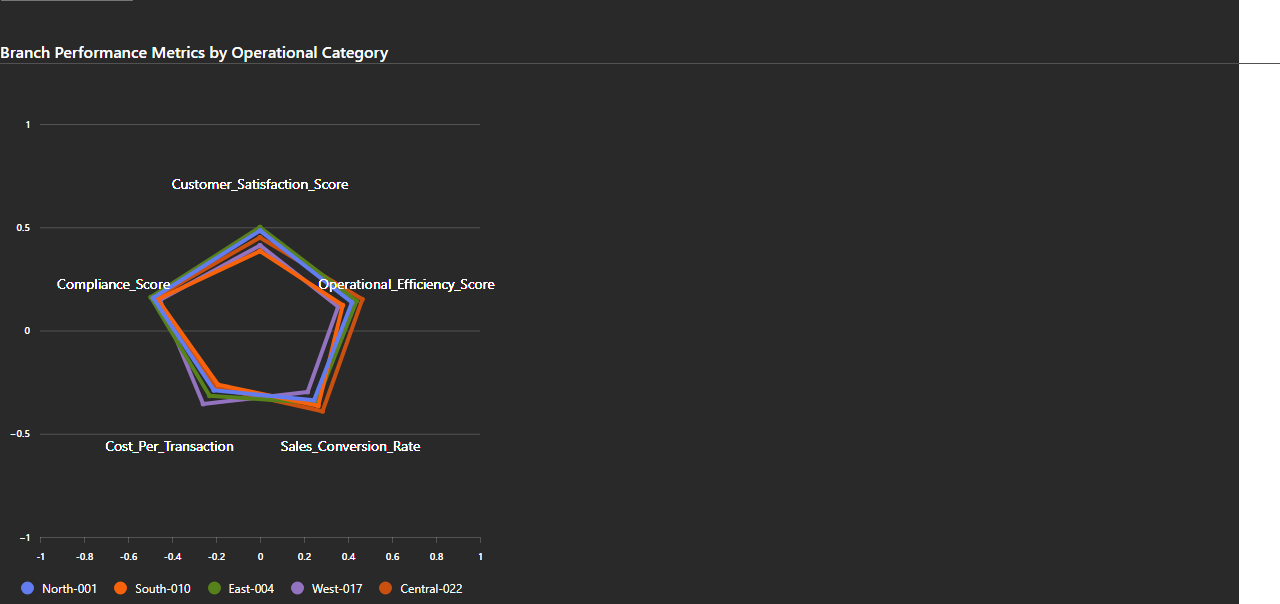 Branch Performance Metrics by Operational Category
1
Customer_Satisfaction_Score
0.5
Compliance_Score
Operational_Efficiency_Score
0
−0.5
Cost_Per_Transaction
Sales_Conversion_Rate
−1
-1 -0.8 -0.6 -0.4 -0.2 0 0.2 0.4 0.6 0.8 1
North-001 South-010 East-004 West-017 Central-022